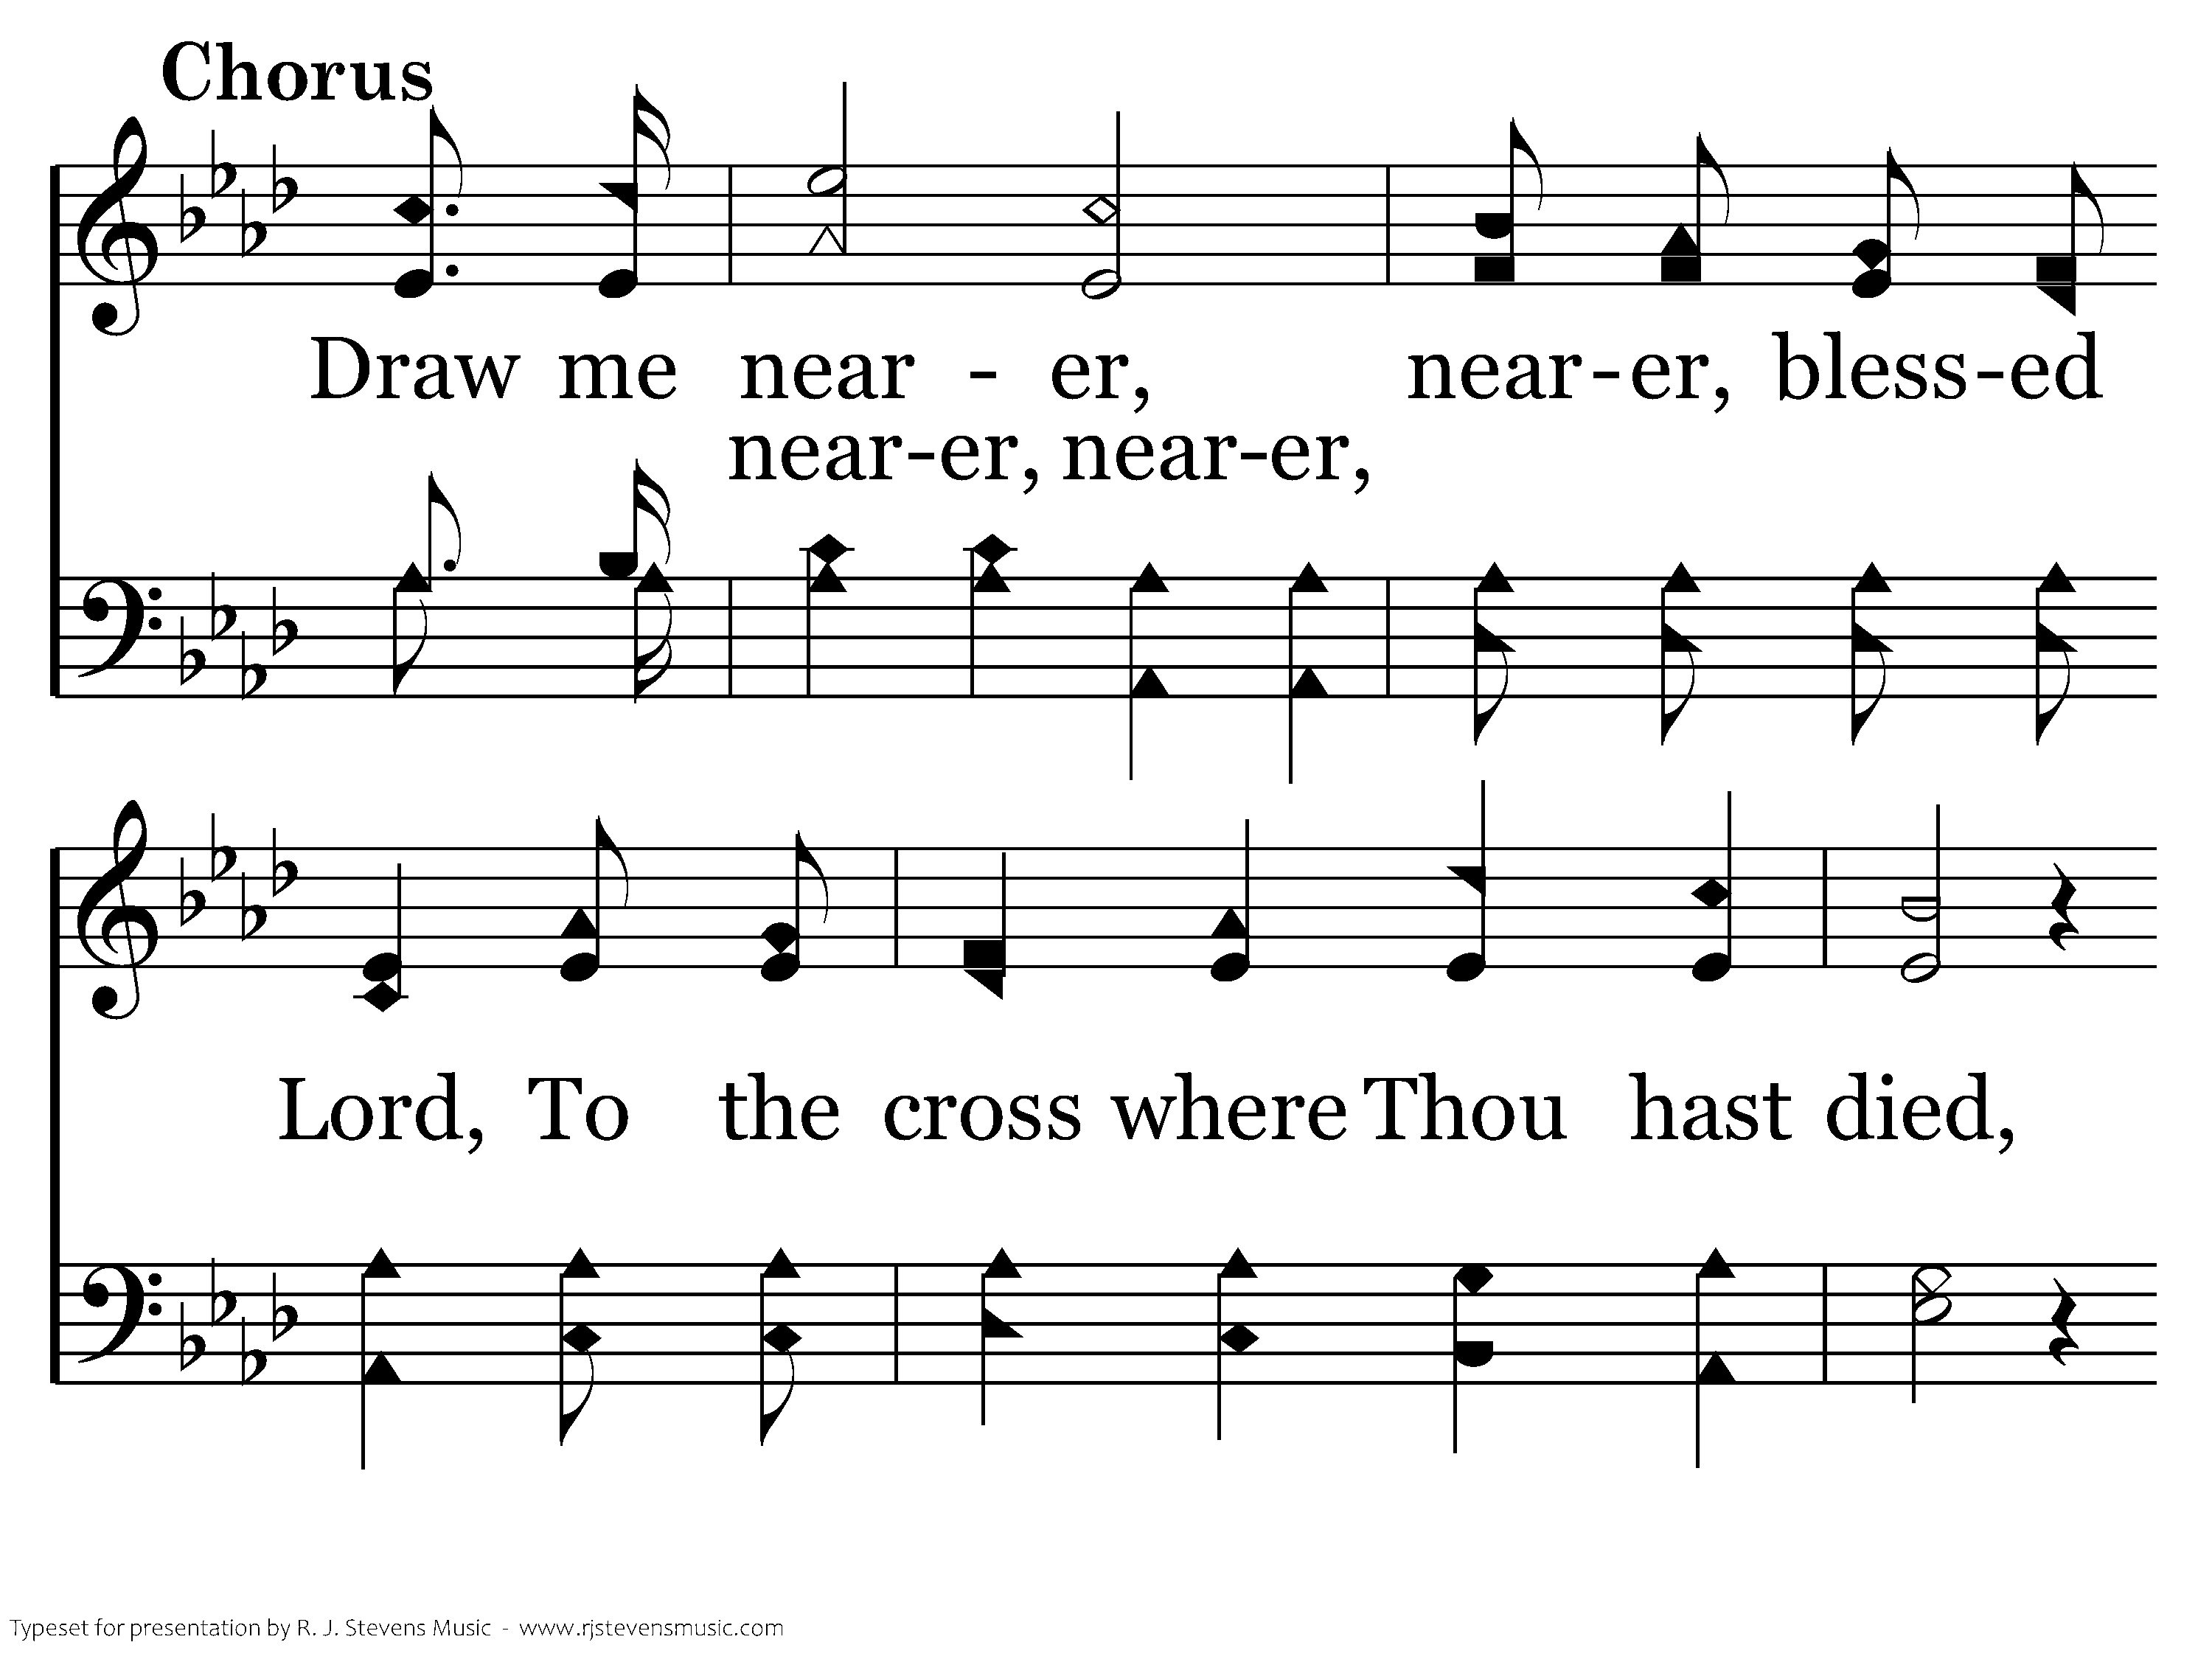 Chorus
Draw me near - er, near-er, bless-ed
near-er, near-er,
Lord, To the cross where Thou hast died,
Typeset for presentation by R. J. Stevens Music - www.rjstevensmusic.com